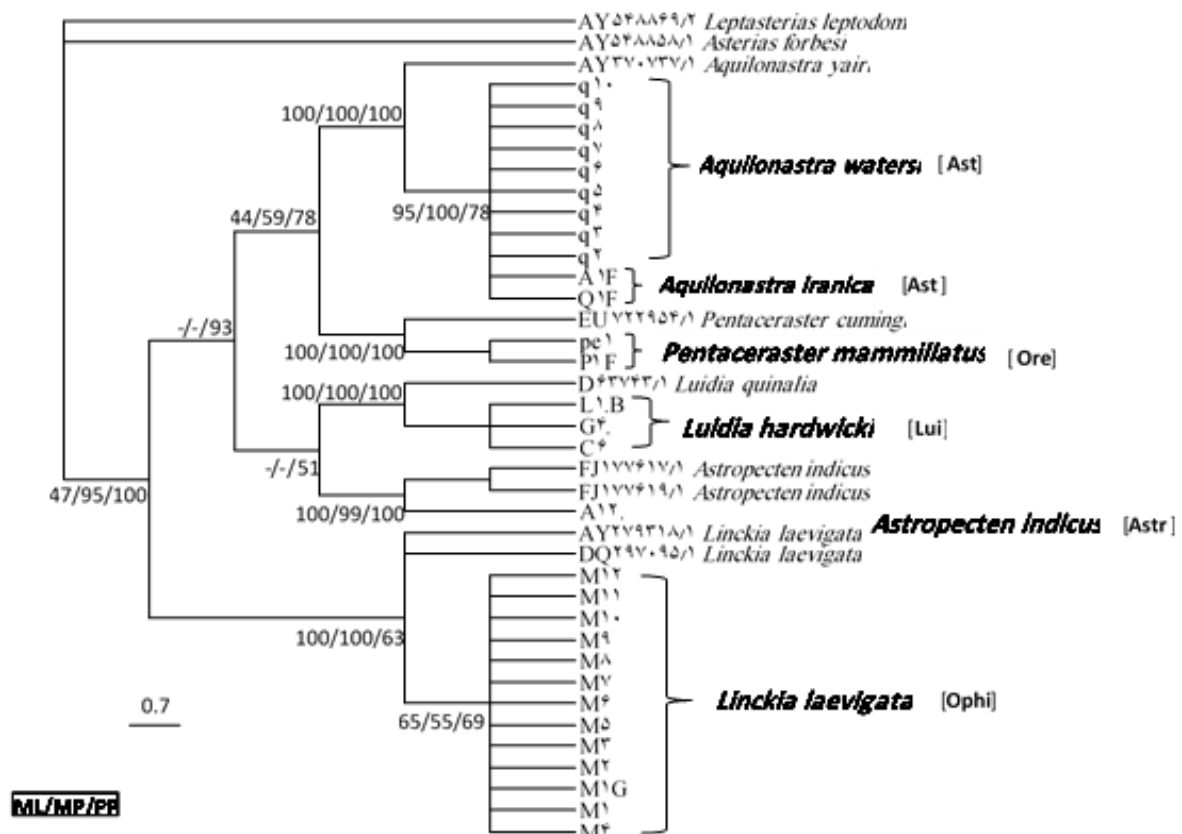 AY۵۴۸۸۶۹/۲ Leptasterias leptodom
AY۵۴۸۸۵۸/۱ Asterias forbesi
AY۳۷۰۷۳۷/۱ Aquilonastra yairi
q۱۰
q۹
100/100/100
q۸
q۷
q۶
Aquilonastra watersi [Ast]
q۵
44/59/78
95/100/78
q۴
q۳
q۲
A۱F
Aquilonastra iranica [Ast]
Q۱F
EU۷۲۲۹۵۴/۱ Pentaceraster cumingi
-/-/93
pe۱
100/100/100
Pentaceraster mammillatus [Ore]
P۱F
D۶۳۷۴۳/۱ Luidia quinalia
100/100/100
L۱.B
G۴.
Luidia hardwicki [Lui]
C۶
-/-/51
FJ۱۷۷۶۱۷/۱ Astropecten indicus
47/95/100
FJ۱۷۷۶۱۹/۱ Astropecten indicus
100/99/100
A۱۲.
Astropecten indicus [Astr]
AY۲۷۹۳۱۸/۱ Linckia laevigata
DQ۲۹۷۰۹۵/۱ Linckia laevigata
M۱۲
M۱۱
M۱۰
100/100/63
M۹
M۸
M۷
0.7
M۶
Linckia laevigata [Ophi]
65/55/69
M۵
M۳
M۲
M۱G
ML/MP/PP
M۱
M۴